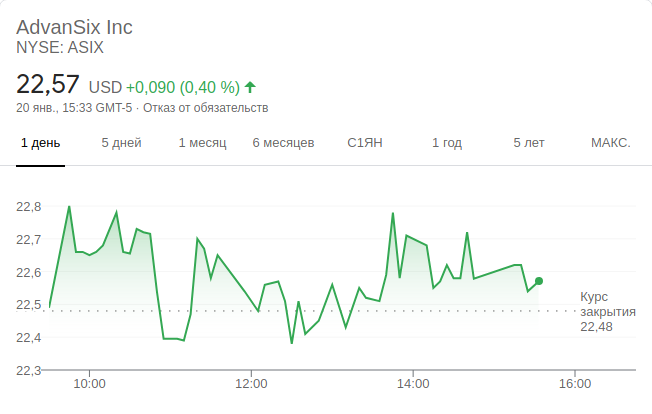 AdvanSix Inc
NYSE: ASIX
22,57 USD +0,090 (0,40 %)
20 янв., 15:33 GMT-5 · Отказ от обязательств
1 день 5 дней 1 месяц 6 месяцев С1ЯН 1 год 5 лет МАКС.
22,8
22,7
22,6
22,5
22,4
22,3
Курс
закрытия
22,48
10:00 12:00 14:00 16:00